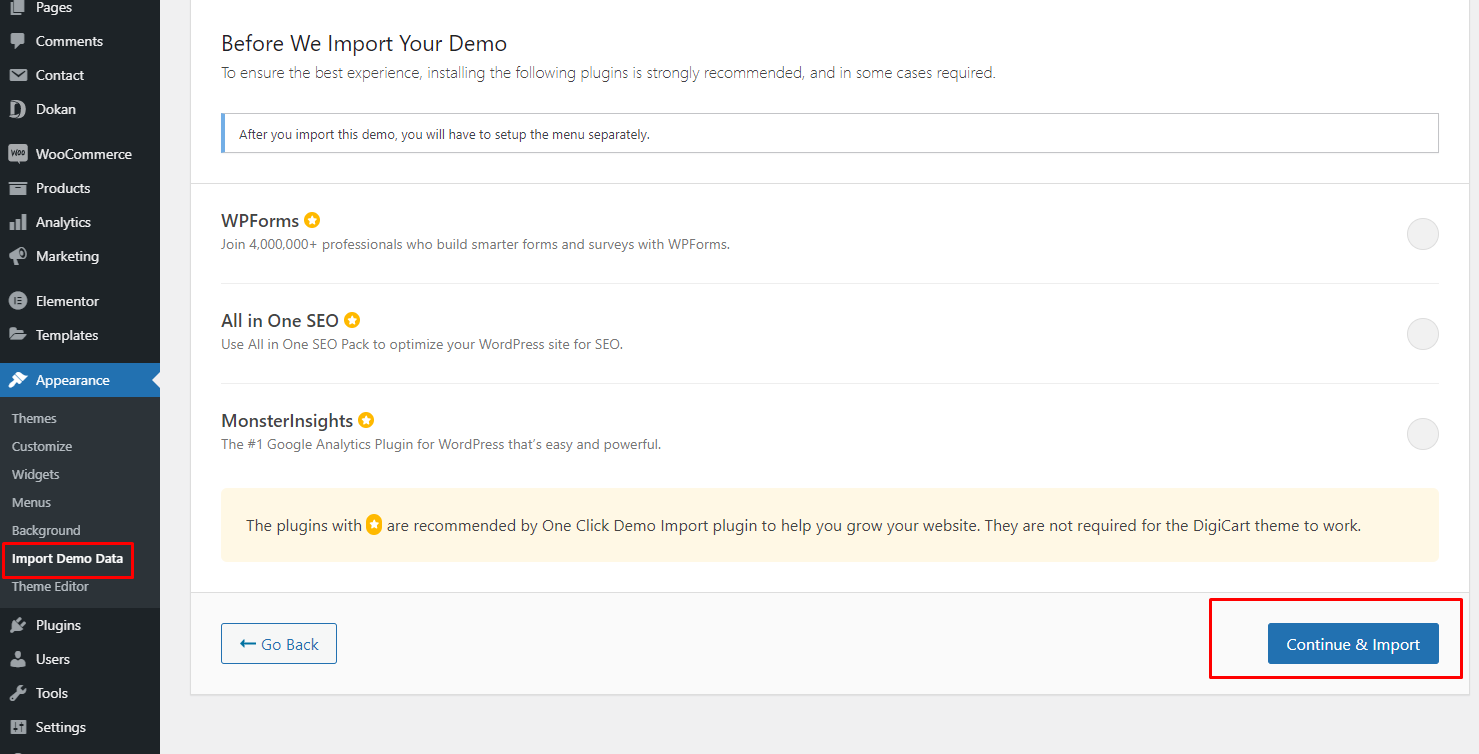 Pages
Comments
Contact
Dokan
WOO WooCommerce
Products
Analytics
Marketing
Elementor
Templates
Appearance
Themes
Customize
Widgets
Menus
Background
Import Demo Data
Theme Editor
Plugins
Users
Tools
Settings
Before We Import Your Demo
To ensure the best experience, installing the following plugins is strongly recommended, and in some cases required.
After you import this demo, you will have to setup the menu separately.
WPForms
Join 4,000,000+ professionals who build smarter forms and surveys with WPForms.
All in One SEO
Use All in One SEO Pack to optimize your WordPress site for SEO.
MonsterInsights
The #1 Google Analytics Plugin for WordPress that's easy and powerful.
The plugins with are recommended by One Click Demo Import plugin to help you grow your website. They are not required for the DigiCart theme to work.
Go Back
Continue & Import